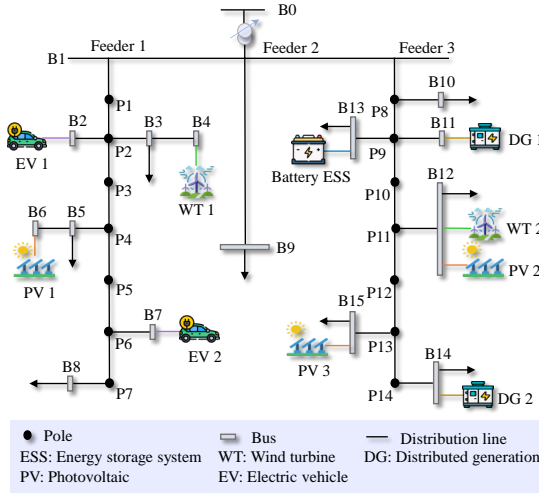 B0
Feeder 1
Feeder 2
Feeder 3
B1
P1
B2
B3
B4
P2
EV 1
P3
WT 1
B6
B5
P4
PV 1
P5
B7
P6
EV 2
B8
P7
B9
B10
P8
B13
B11
P9
DG 1
Battery ESS
P10
B12
P11
WT 2
PV 2
P12
B15
P13
PV 3
B14
P14
DG 2
Pole
Bus
Distribution line
ESS: Energy storage system
WT: Wind turbine
DG: Distributed generation
PV: Photovoltaic
EV: Electric vehicle